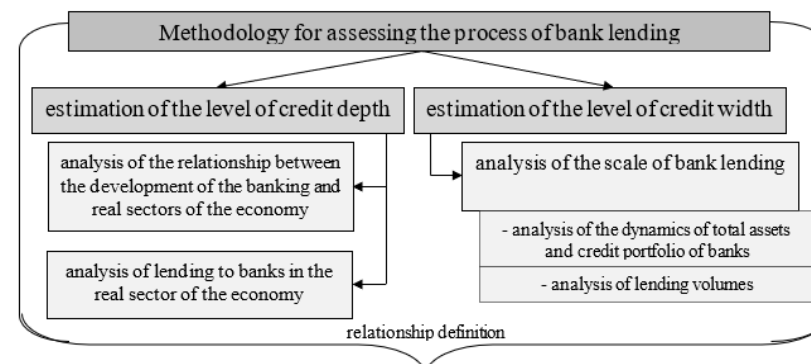 Methodology for assessing the process of bank lending
estimation of the level of credit depth
estimation of the level of credit width
analysis of the relationship between
the development of the banking and
real sectors of the economy
analysis of the scale of bank lending
- analysis of the dynamics of total assets
and credit portfolio of banks
analysis of lending to banks in the
real sector of the economy
- analysis of lending volumes
relationship definition